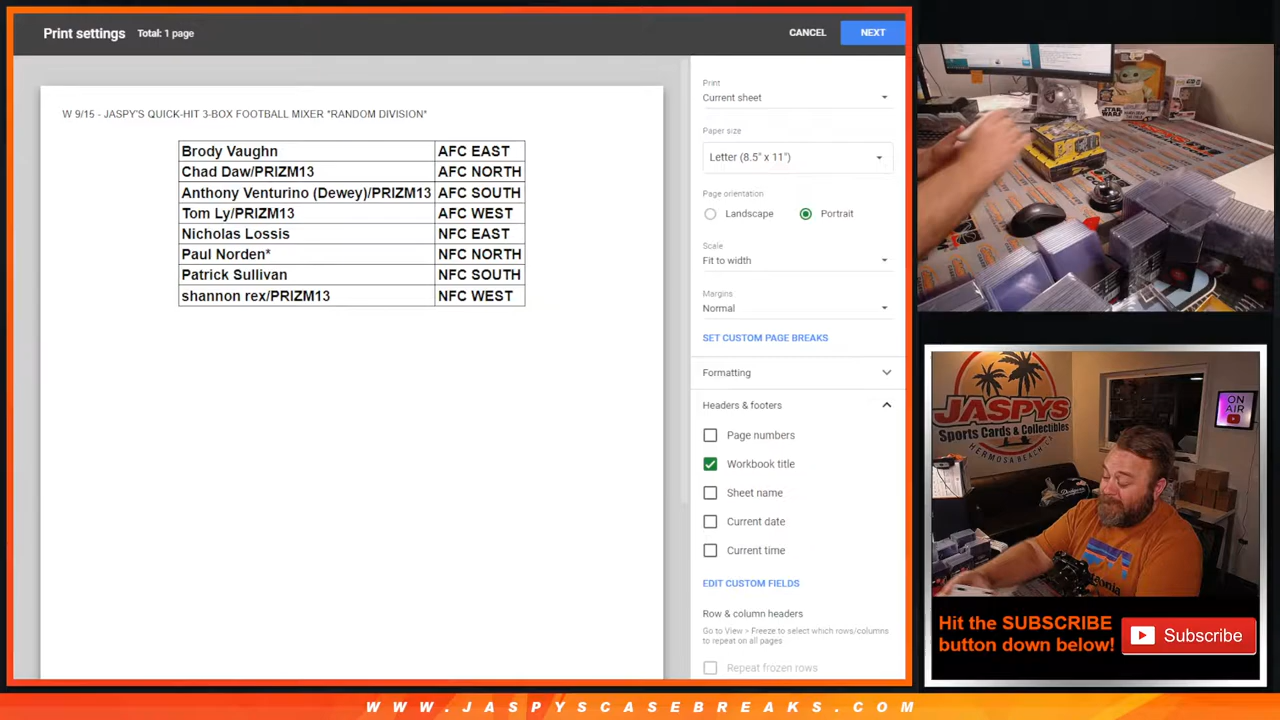 Print settings Total: 1 page
CANCEL NEXT
W 9/15 - JASPY'S QUICK-HIT 3-BOX FOOTBALL MIXER *RANDOM DIVISION*
Brody Vaughn AFC EAST
Chad Daw/PRIZM13 AFC NORTH
Anthony Venturino (Dewey)/PRIZM13 AFC SOUTH
Tom Ly/PRIZM13 AFC WEST
Nicholas Lossis NFC EAST
Paul Norden* NFC NORTH
Patrick Sullivan NFC SOUTH
shannon rex/PRIZM13 NFC WEST
Print
Current sheet
Paper size
Letter (8.5" x 11")
Page orientation
Landscape Portrait
Scale
Fit to width
Margins
Normal
SET CUSTOM PAGE BREAKS
Formatting
Headers & footers
Page numbers
Workbook title
Sheet name
Current date
Current time
EDIT CUSTOM FIELDS
Row & column headers
Go to View > Freeze to select which rows/columns
to repeat on all pages
Repeat frozen rows
STAR WARS
JASPYS
Sports Cards & Collectibles
HERMOSA BEACH, CA
ON
AIR
Dodgers
Hit the SUBSCRIBE
button down below!
Subscribe
WWW.JASPYSCASEBREAKS.COM